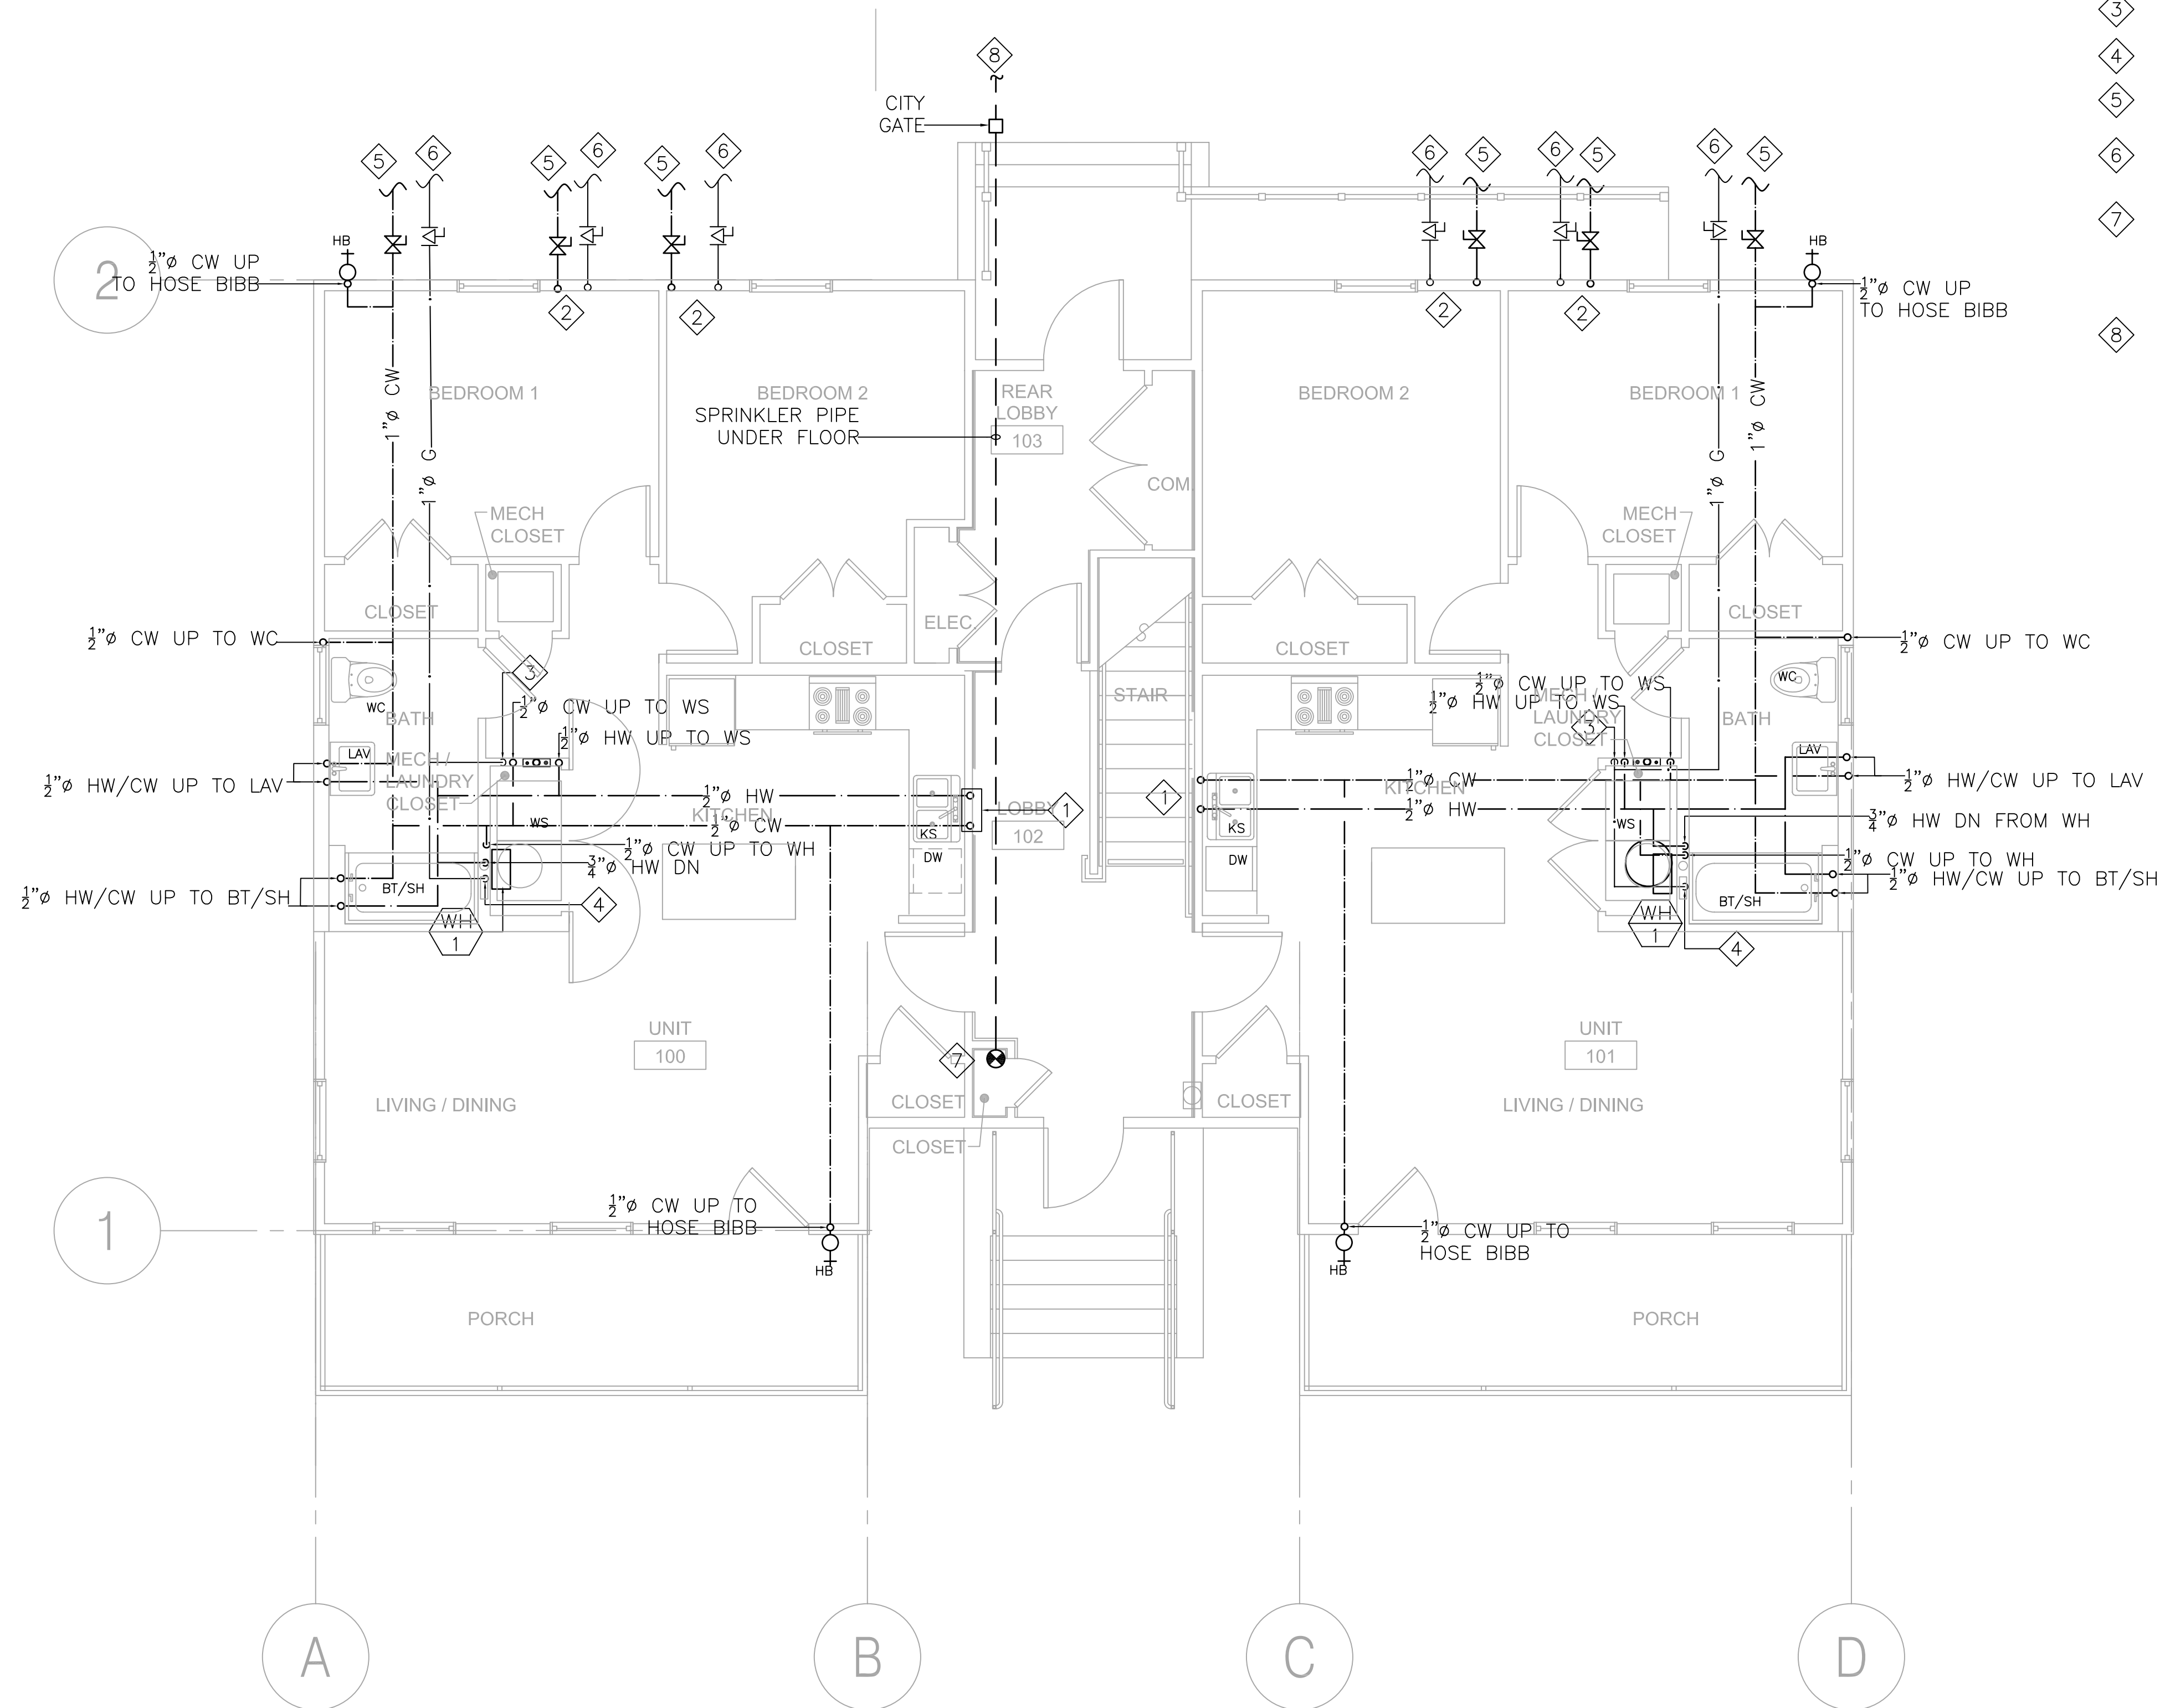 3
4
5
6
7
8
8
CITY
GATE
5
6
5
6
5
6
6
5
6
5
6
5
2
HB
½"ø CW UP
TO HOSE BIBB
2
2
2
2
HB
½"ø CW UP
TO HOSE BIBB
1"ø CW
1"ø G
BEDROOM 1
BEDROOM 2
SPRINKLER PIPE
UNDER FLOOR
REAR
LOBBY
103
COM.
BEDROOM 2
BEDROOM 1
1"ø G
1"ø CW
MECH
CLOSET
MECH
CLOSET
CLOSET
ELEC.
CLOSET
CLOSET
CLOSET
½"ø CW UP TO WC
½"ø CW UP TO WC
3
WC
BATH
½"ø CW UP TO WS
½"ø HW UP TO WS
STAIR
½"ø CW UP TO WS
½"ø HW UP TO WS
MECH /
LAUNDRY
CLOSET
3
WC
BATH
LAV
MECH /
LAUNDRY
CLOSET
½"ø HW/CW UP TO LAV
LAV
½"ø HW/CW UP TO LAV
½"ø HW
KITCHEN
½"ø CW
WS
KS
DW
LOBBY
102
1
1
KS
DW
½"ø CW
KITCHEN
½"ø HW
WS
¾"ø HW DN FROM WH
½"ø CW UP TO WH
¾"ø HW DN
½"ø CW UP TO WH
½"ø HW/CW UP TO BT/SH
½"ø HW/CW UP TO BT/SH
BT/SH
BT/SH
4
WH
1
WH
1
4
UNIT
100
7
UNIT
101
LIVING / DINING
CLOSET
CLOSET
CLOSET
LIVING / DINING
1
½"ø CW UP TO
HOSE BIBB
HB
½"ø CW UP TO
HOSE BIBB
HB
PORCH
PORCH
A
B
C
D